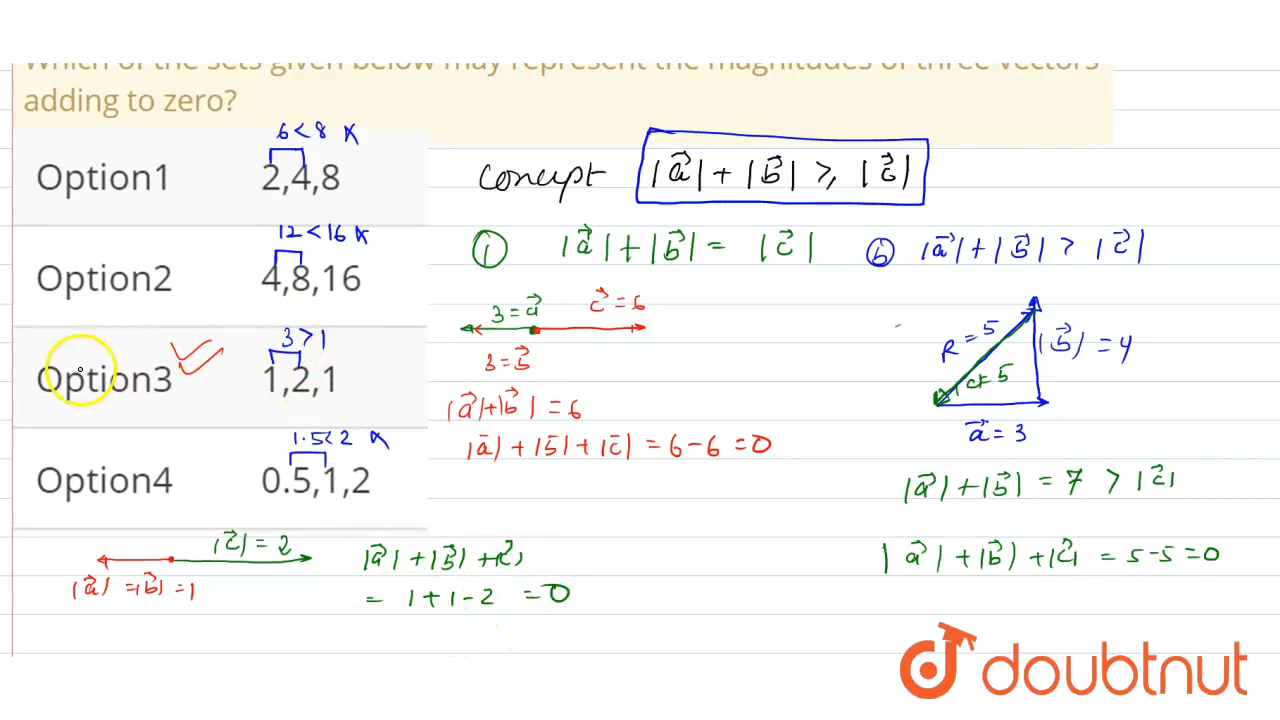 Which of the sets given below may represent the magnitudes of three vectors
adding to zero?
6 < 8 x
Option1 2,4,8
concept |a⃗| + |b⃗| ⩾ |c⃗|
12 < 16 x
Option2 4,8,16
① |a⃗| + |b⃗| = |c⃗|
3 = a⃗ c⃗ = 6
3 = b⃗
|a⃗|+|b⃗| = 6
|a⃗| + |b⃗| + |c⃗| = 6 - 6 = 0
ⓑ |a⃗| + |b⃗| > |c⃗|
R = 5
|b⃗| = 4
a⃗ = 3
|a⃗| + |b⃗| = 7 > |c⃗|
|a⃗| + |b⃗| + |c⃗| = 5 - 5 = 0
3 > 1
Option3 1,2,1
1.5 < 2 x
Option4 0.5,1,2
|c⃗| = 2
|a⃗| = |b⃗| = 1
|a⃗| + |b⃗| + |c⃗|
= 1 + 1 - 2 = 0
doubtnut